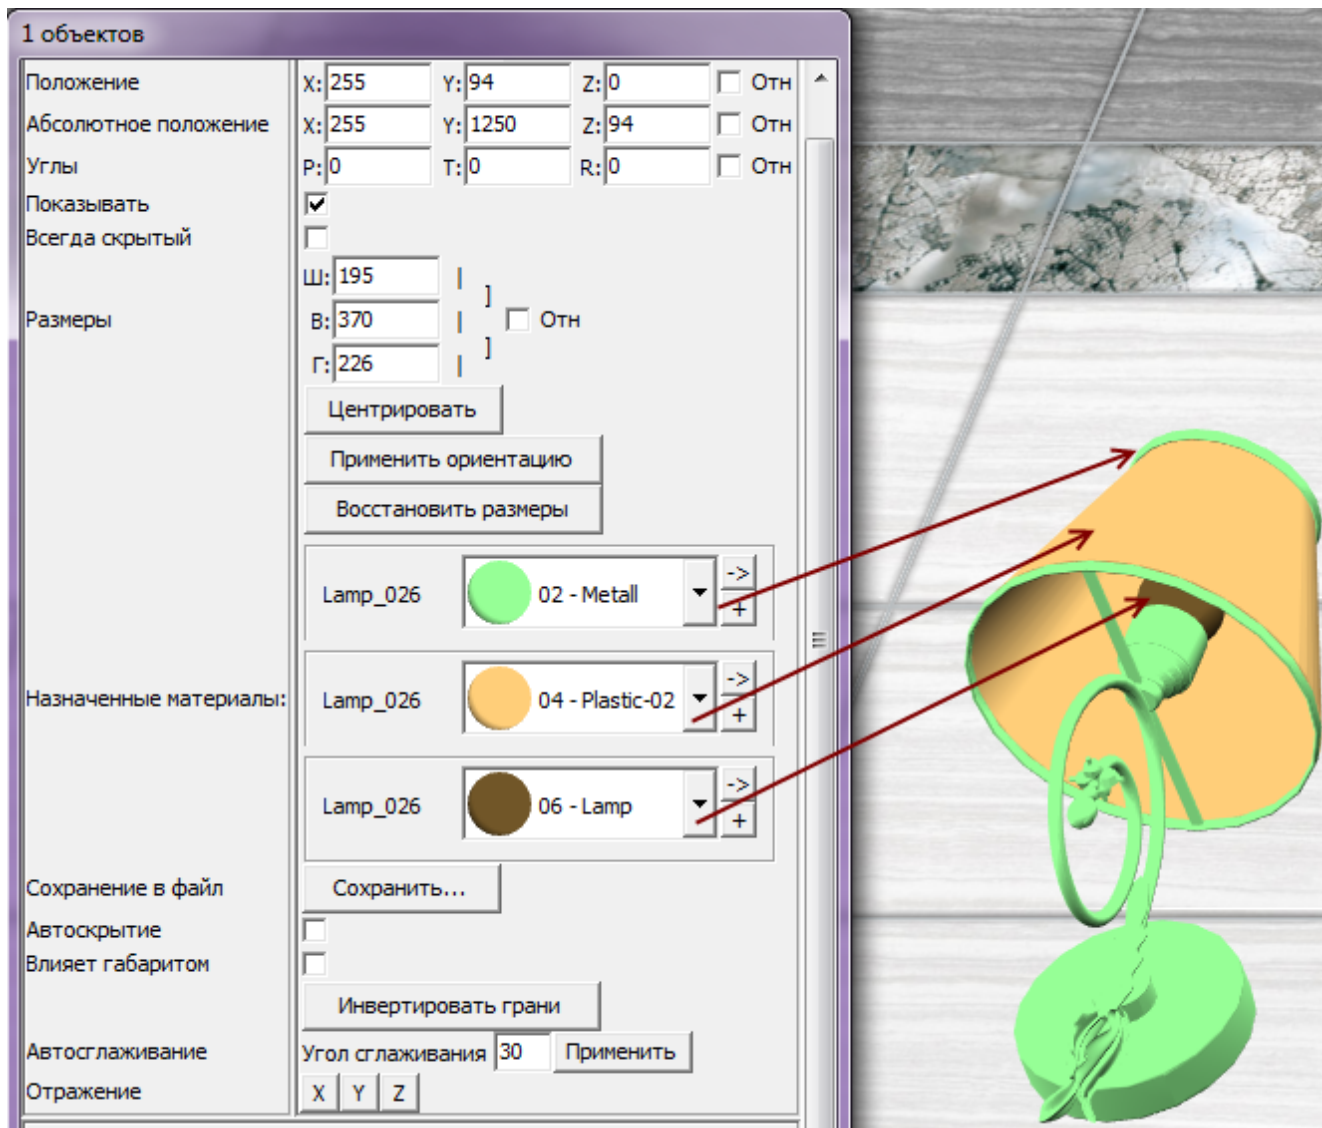 1 объектов
Положение X: 255 Y: 94 Z: 0 Отн
Абсолютное положение X: 255 Y: 1250 Z: 94 Отн
Углы P: 0 T: 0 R: 0 Отн
Показывать
Всегда скрытый
Ш: 195
Размеры В: 370 Отн
Г: 226
Центрировать
Применить ориентацию
Восстановить размеры
Lamp_026 02 - Metall ->
+
Назначенные материалы: Lamp_026 04 - Plastic-02 ->
+
Lamp_026 06 - Lamp ->
+
Сохранение в файл Сохранить...
Автоскрытие
Влияет габаритом
Инвертировать грани
Автосглаживание Угол сглаживания 30 Применить
Отражение X Y Z